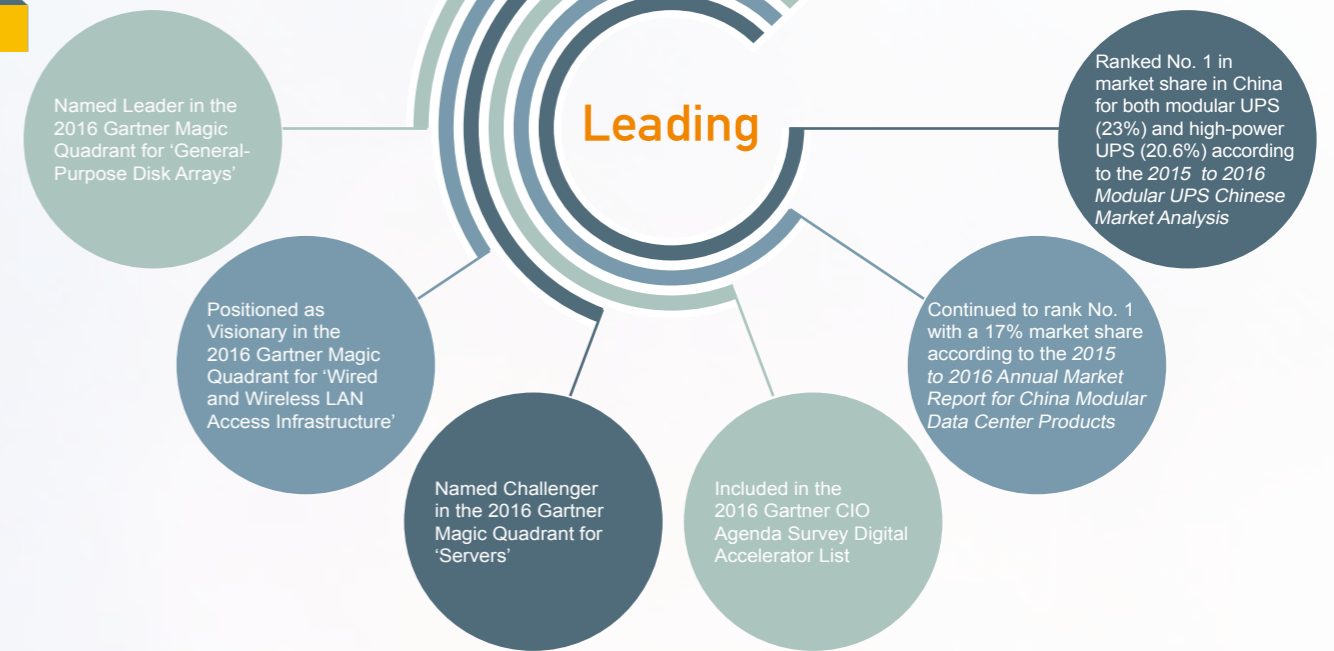 Leading
Named Leader in the
2016 Gartner Magic
Quadrant for ‘General-
Purpose Disk Arrays’
Positioned as
Visionary in the
2016 Gartner Magic
Quadrant for ‘Wired
and Wireless LAN
Access Infrastructure’
Named Challenger
in the 2016 Gartner
Magic Quadrant for
‘Servers’
Included in the
2016 Gartner CIO
Agenda Survey Digital
Accelerator List
Continued to rank No. 1
with a 17% market share
according to the 2015
to 2016 Annual Market
Report for China Modular
Data Center Products
Ranked No. 1 in
market share in China
for both modular UPS
(23%) and high-power
UPS (20.6%) according
to the 2015 to 2016
Modular UPS Chinese
Market Analysis